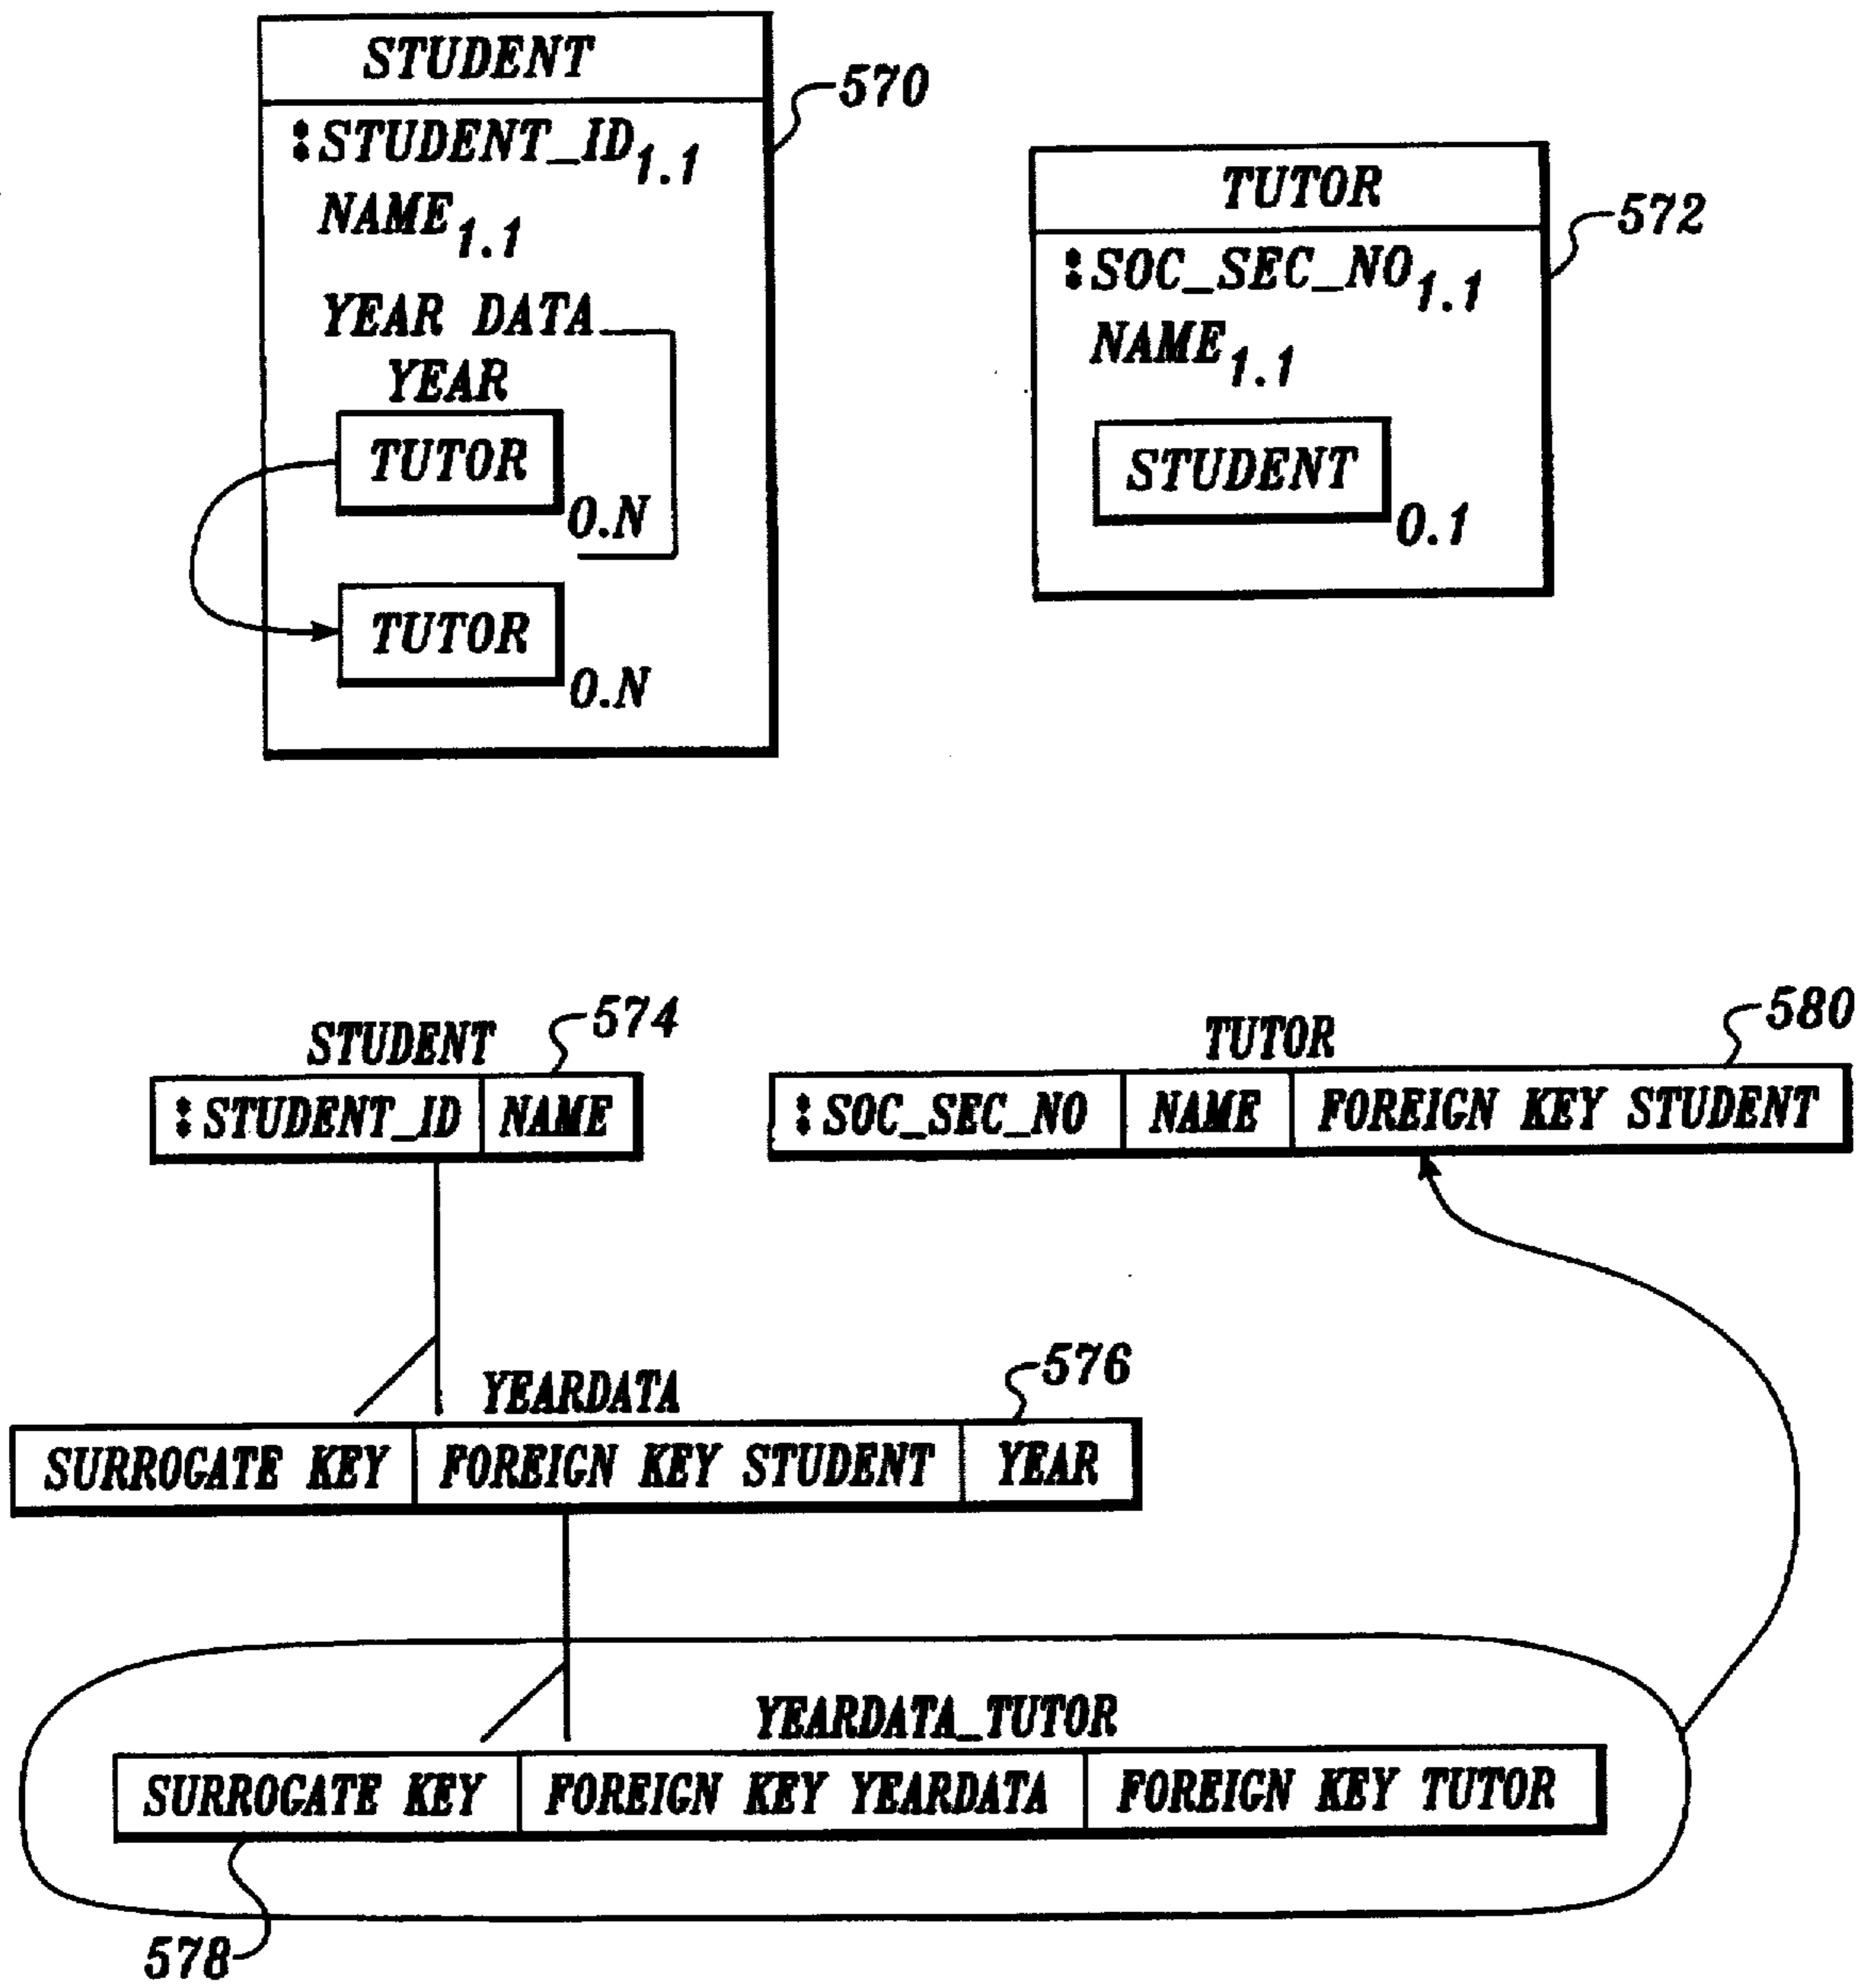 STUDENT
570
:STUDENT_ID1.1
NAME1.1
YEAR DATA
YEAR
TUTOR
0.N
TUTOR
0.N
TUTOR
572
:SOC_SEC_NO1.1
NAME1.1
STUDENT
0.1
STUDENT
574
:STUDENT_ID NAME
TUTOR
580
:SOC_SEC_NO NAME FOREIGN KEY STUDENT
YEARDATA
576
SURROGATE KEY FOREIGN KEY STUDENT YEAR
YEARDATA_TUTOR
SURROGATE KEY FOREIGN KEY YEARDATA FOREIGN KEY TUTOR
578